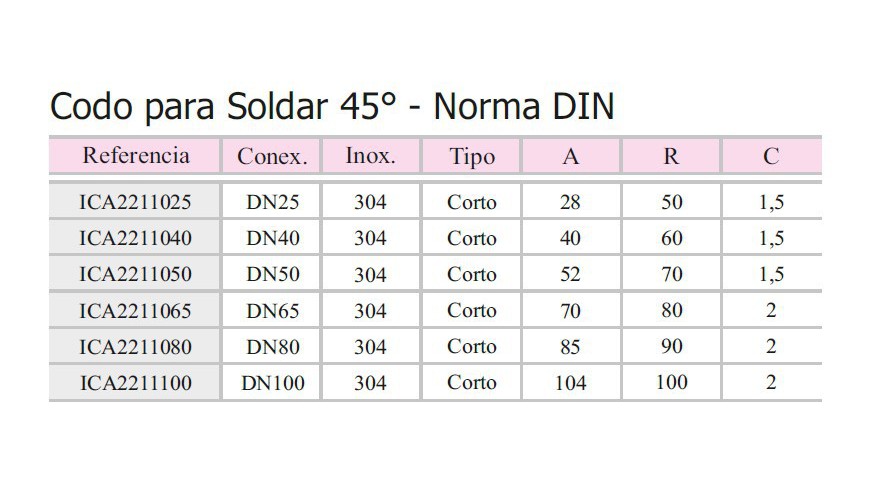 Codo para Soldar 45° - Norma DIN
Referencia Conex. Inox. Tipo A R C
ICA2211025 DN25 304 Corto 28 50 1,5
ICA2211040 DN40 304 Corto 40 60 1,5
ICA2211050 DN50 304 Corto 52 70 1,5
ICA2211065 DN65 304 Corto 70 80 2
ICA2211080 DN80 304 Corto 85 90 2
ICA2211100 DN100 304 Corto 104 100 2